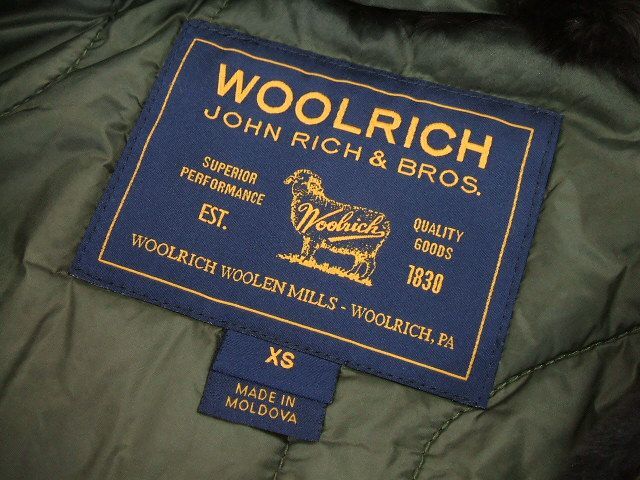 WOOLRICH
JOHN RICH & BROS.
SUPERIOR
PERFORMANCE
EST.
Woolrich
QUALITY
GOODS
1830
WOOLRICH WOOLEN MILLS - WOOLRICH, PA
XS
MADE IN
MOLDOVA